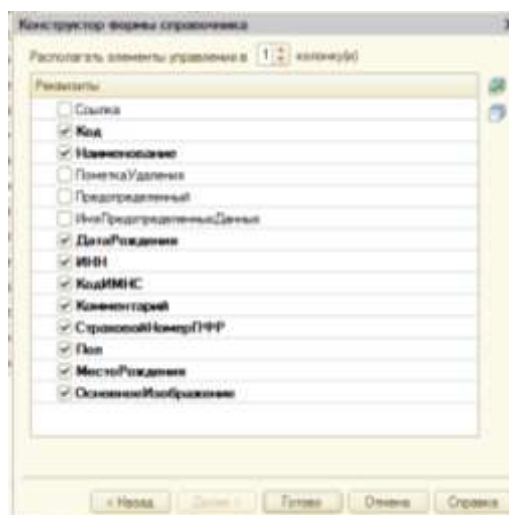 Конструктор формы справочника
Располагать элементы управления в 1 колонку(и)
Реквизиты
Ссылка
Код
Наименование
ПометкаУдаления
Предопределенный
ИмяПредопределенныхДанных
ДатаРождения
ИНН
КодИМНС
Комментарий
СтраховойНомерПФР
Пол
МестоРождения
ОсновноеИзображение
< Назад Далее > Готово Отмена Справка